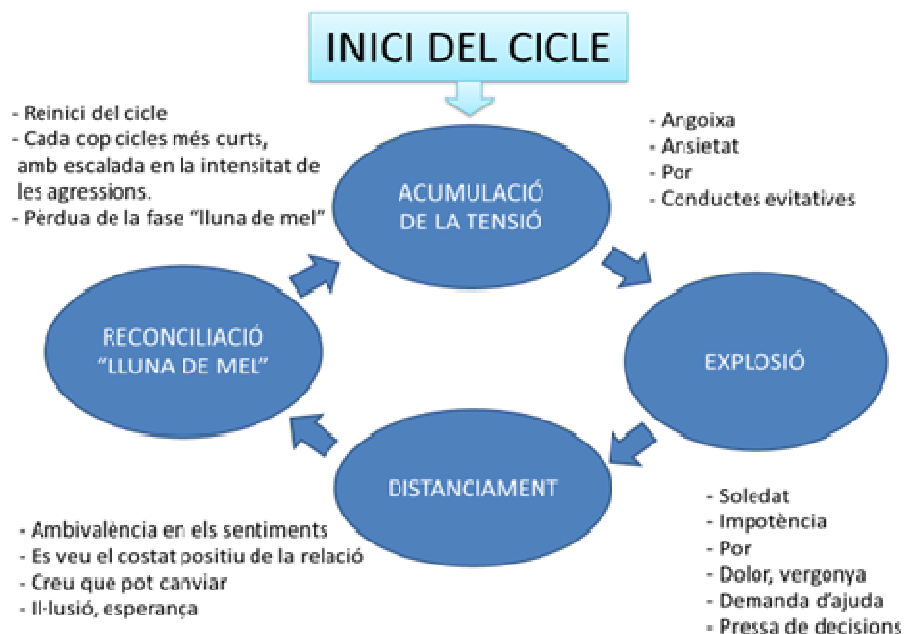 INICI DEL CICLE
- Reinici del cicle
- Cada cop cicles més curts,
amb escalada en la intensitat de
les agressions.
- Pèrdua de la fase “lluna de mel”
- Angoixa
- Ansietat
- Por
- Conductes evitatives
ACUMULACIÓ
DE LA TENSIÓ
RECONCILIACIÓ
“LLUNA DE MEL”
EXPLOSIÓ
DISTANCIAMENT
- Ambivalència en els sentiments
- Es veu el costat positiu de la relació
- Creu que pot canviar
- Il·lusió, esperança
- Soledat
- Impotència
- Por
- Dolor, vergonya
- Demanda d'ajuda
- Pressa de decisions